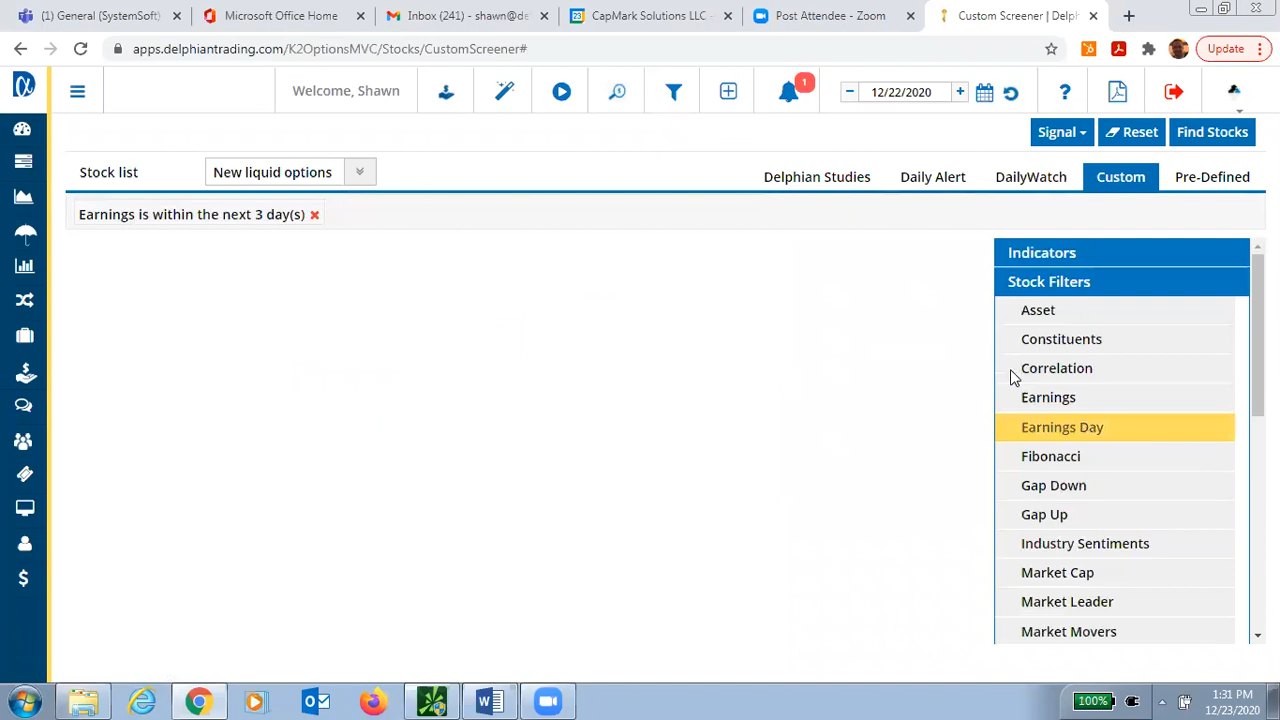 (1) General (SystemSoft)
Microsoft Office Home
Inbox (241) - shawn@de
CapMark Solutions LLC -
Post Attendee - Zoom
Custom Screener | Delph
apps.delphiantrading.com/K2OptionsMVC/Stocks/CustomScreener#
Update
Welcome, Shawn
1
12/22/2020
Signal
Reset
Find Stocks
Stock list
New liquid options
Delphian Studies
Daily Alert
DailyWatch
Custom
Pre-Defined
Earnings is within the next 3 day(s)
Indicators
Stock Filters
Asset
Constituents
Correlation
Earnings
Earnings Day
Fibonacci
Gap Down
Gap Up
Industry Sentiments
Market Cap
Market Leader
Market Movers
100%
1:31 PM
12/23/2020